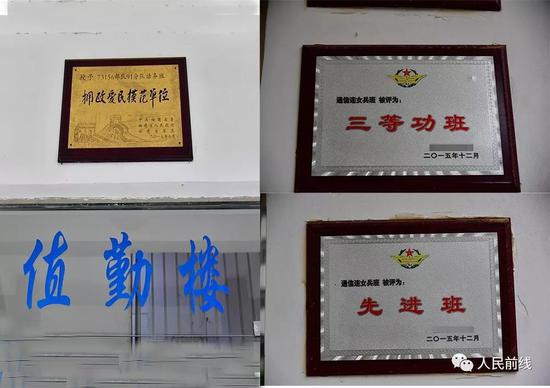 授予 73156部队91分队话务班
拥政爱民模范单位
通信连女兵班 被评为:
三等功班
二〇一五年十二月
值勤楼
通信连女兵班 被评为:
先进班
二〇一五年十二月
人民前线